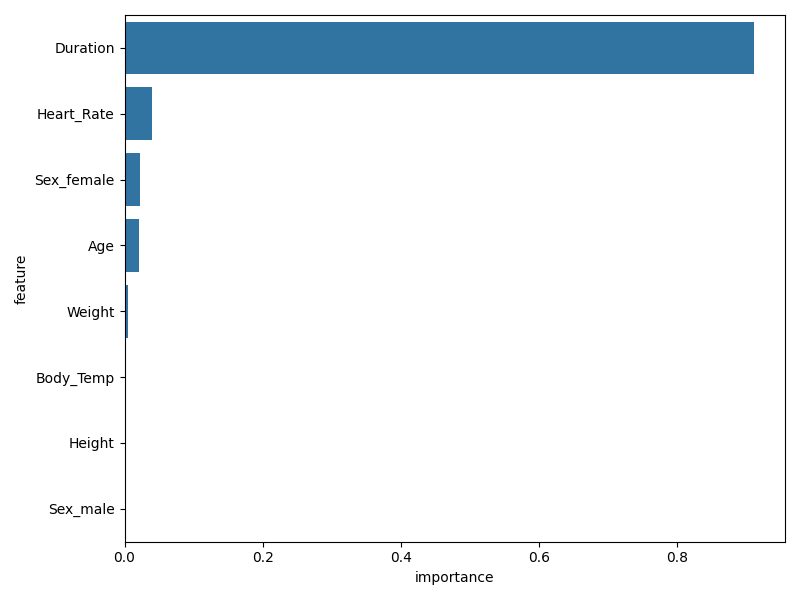 Duration
Heart_Rate
Sex_female
Age
Weight
Body_Temp
Height
Sex_male
feature
0.0 0.2 0.4 0.6 0.8
importance